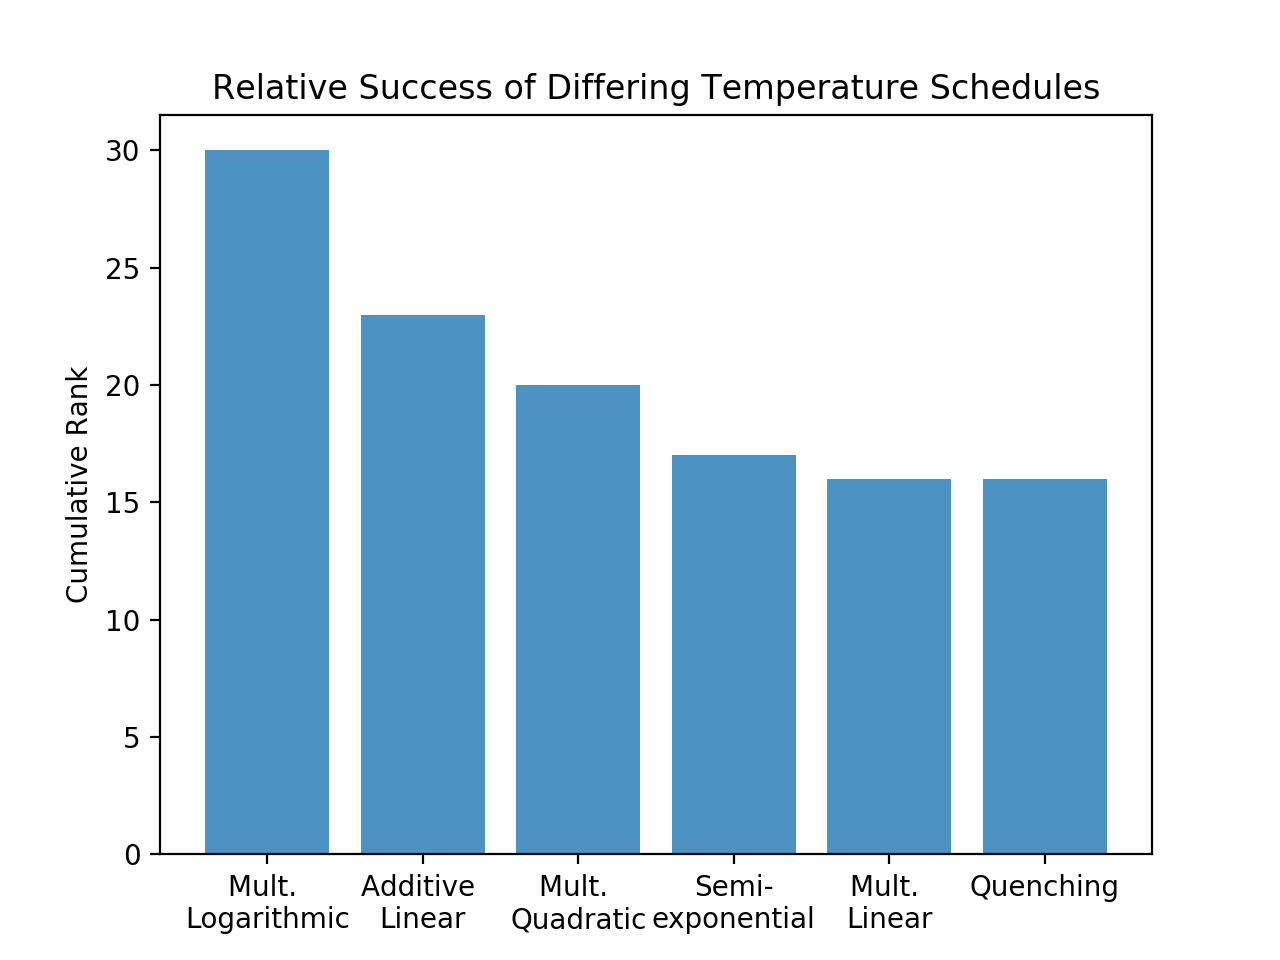 Relative Success of Differing Temperature Schedules
Cumulative Rank
30
25
20
15
10
5
0
Mult.
Logarithmic
Additive
Linear
Mult.
Quadratic
Semi-
exponential
Mult.
Linear
Quenching